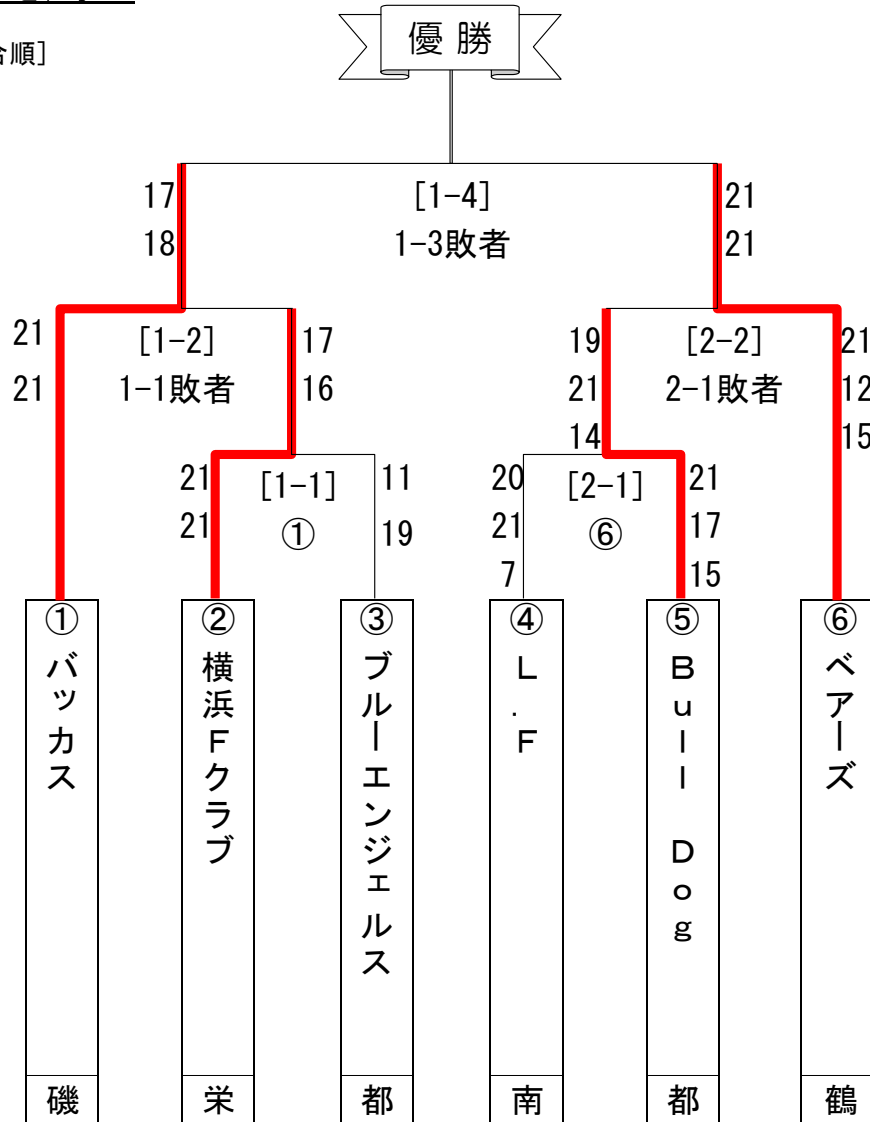 合順]
優勝
17 [1-4] 21
18 1-3敗者 21
21 [1-2] 17 19 [2-2] 21
21 1-1敗者 16 21 2-1敗者 12
14 15
21 [1-1] 11 20 [2-1] 21
21 ① 19 21 ⑥ 17
7 15
①バッカス
②横浜Fクラブ
③ブルーエンジェルス
④L.F
⑤Bull Dog
⑥ベアーズ
磯 栄 都 南 都 鶴